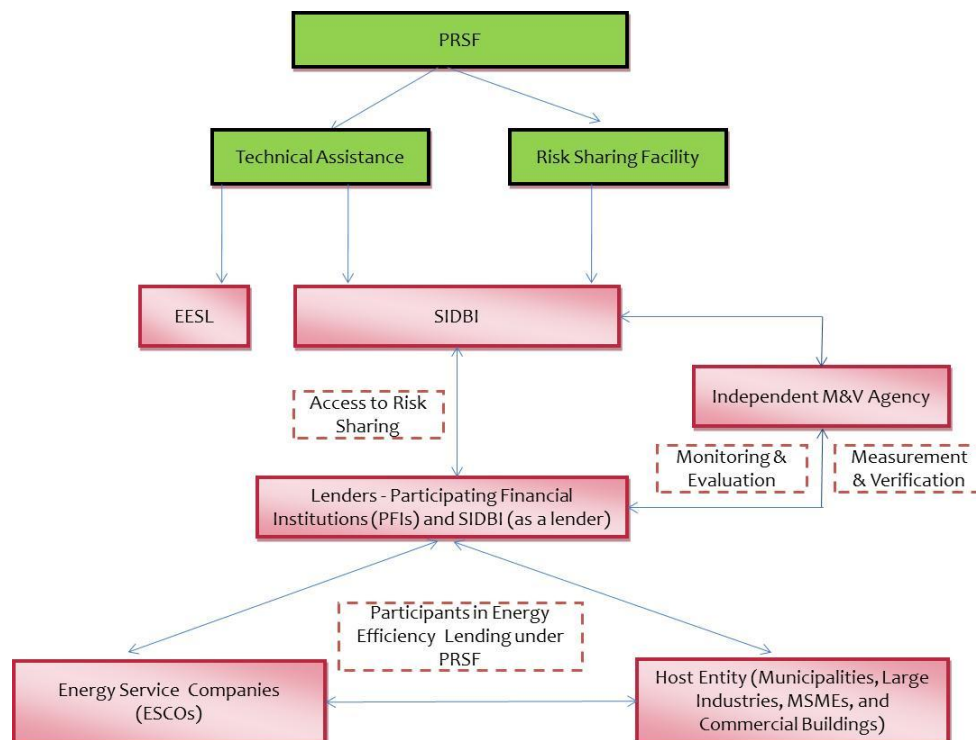 PRSF
Technical Assistance
Risk Sharing Facility
EESL
SIDBI
Independent M&V Agency
Access to Risk
Sharing
Monitoring &
Evaluation
Measurement
& Verification
Lenders - Participating Financial
Institutions (PFIs) and SIDBI (as a lender)
Participants in Energy
Efficiency Lending under
PRSF
Energy Service Companies
(ESCOs)
Host Entity (Municipalities, Large
Industries, MSMEs, and
Commercial Buildings)